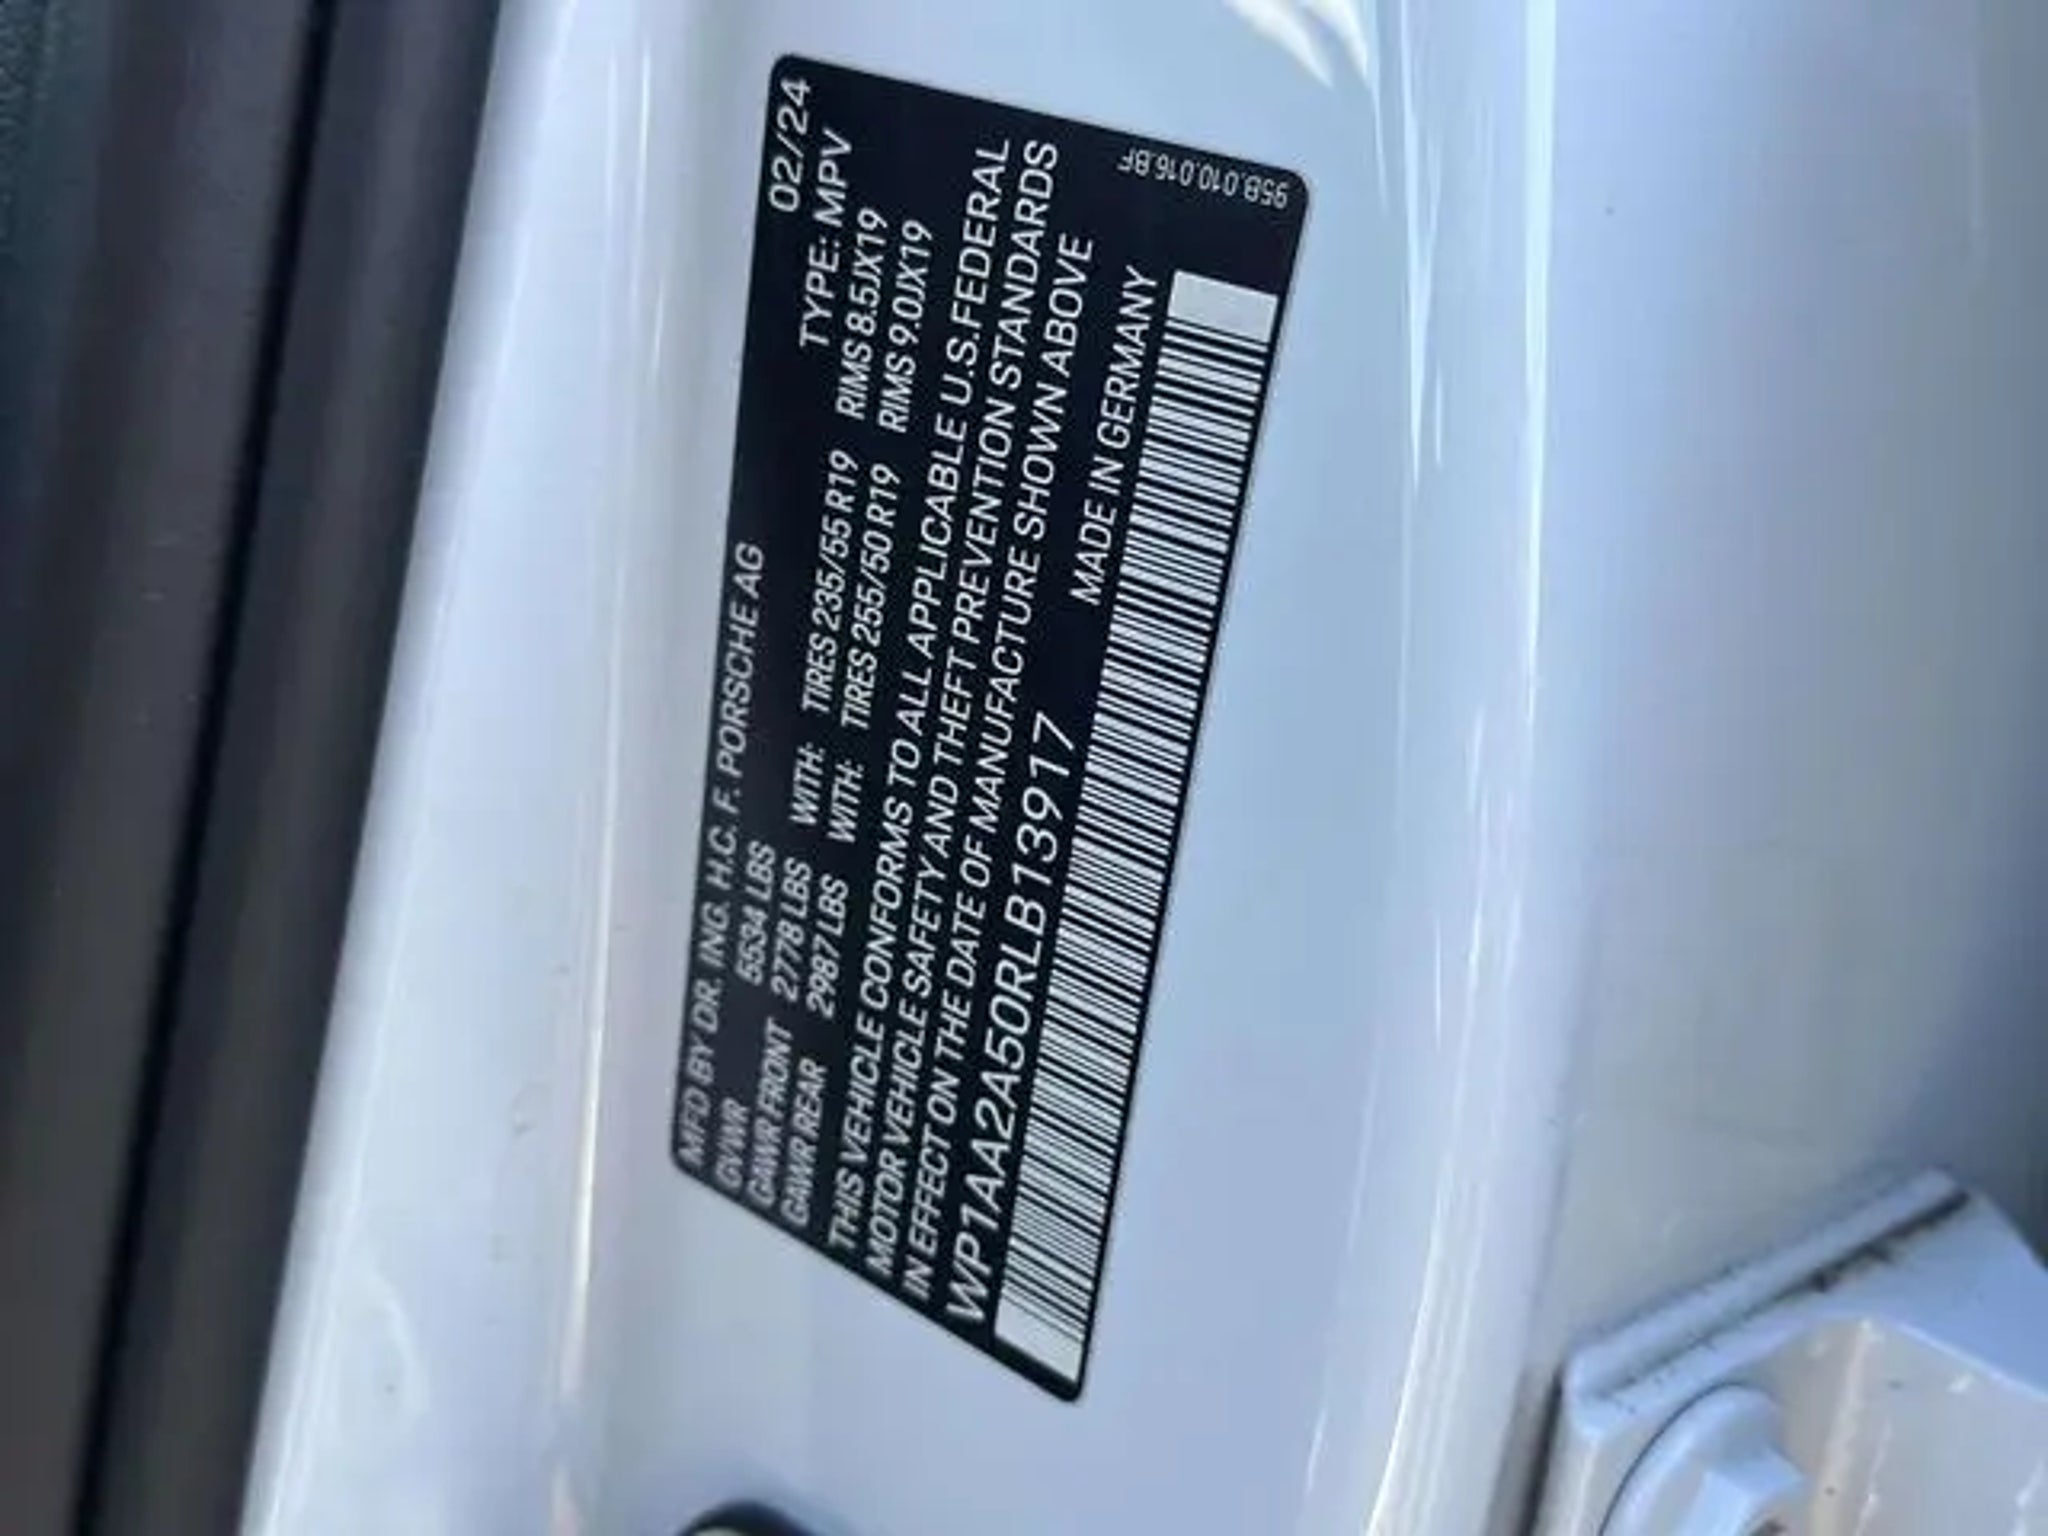 MFD BY DR. ING. H.C. F. PORSCHE AG 02/24
GVWR 5534 LBS TYPE: MPV
GAWR FRONT 2778 LBS WITH: TIRES 235/55 R19 RIMS 8.5JX19
GAWR REAR 2987 LBS WITH: TIRES 255/50 R19 RIMS 9.0JX19
THIS VEHICLE CONFORMS TO ALL APPLICABLE U.S.FEDERAL
MOTOR VEHICLE SAFETY AND THEFT PREVENTION STANDARDS
IN EFFECT ON THE DATE OF MANUFACTURE SHOWN ABOVE
WP1AA2A50RLB13917 MADE IN GERMANY
95B.010.016.BF